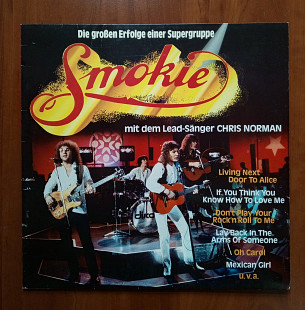 Die großen Erfolge einer Supergruppe
Smokie
mit dem Lead-Sänger CHRIS NORMAN
Living Next
Door To Alice
If You Think You
Know How To Love Me
Don't Play Your
Rock'n Roll To Me
Lay Back In The
Arms Of Someone
Oh Carol
Mexican Girl
u.v.a.